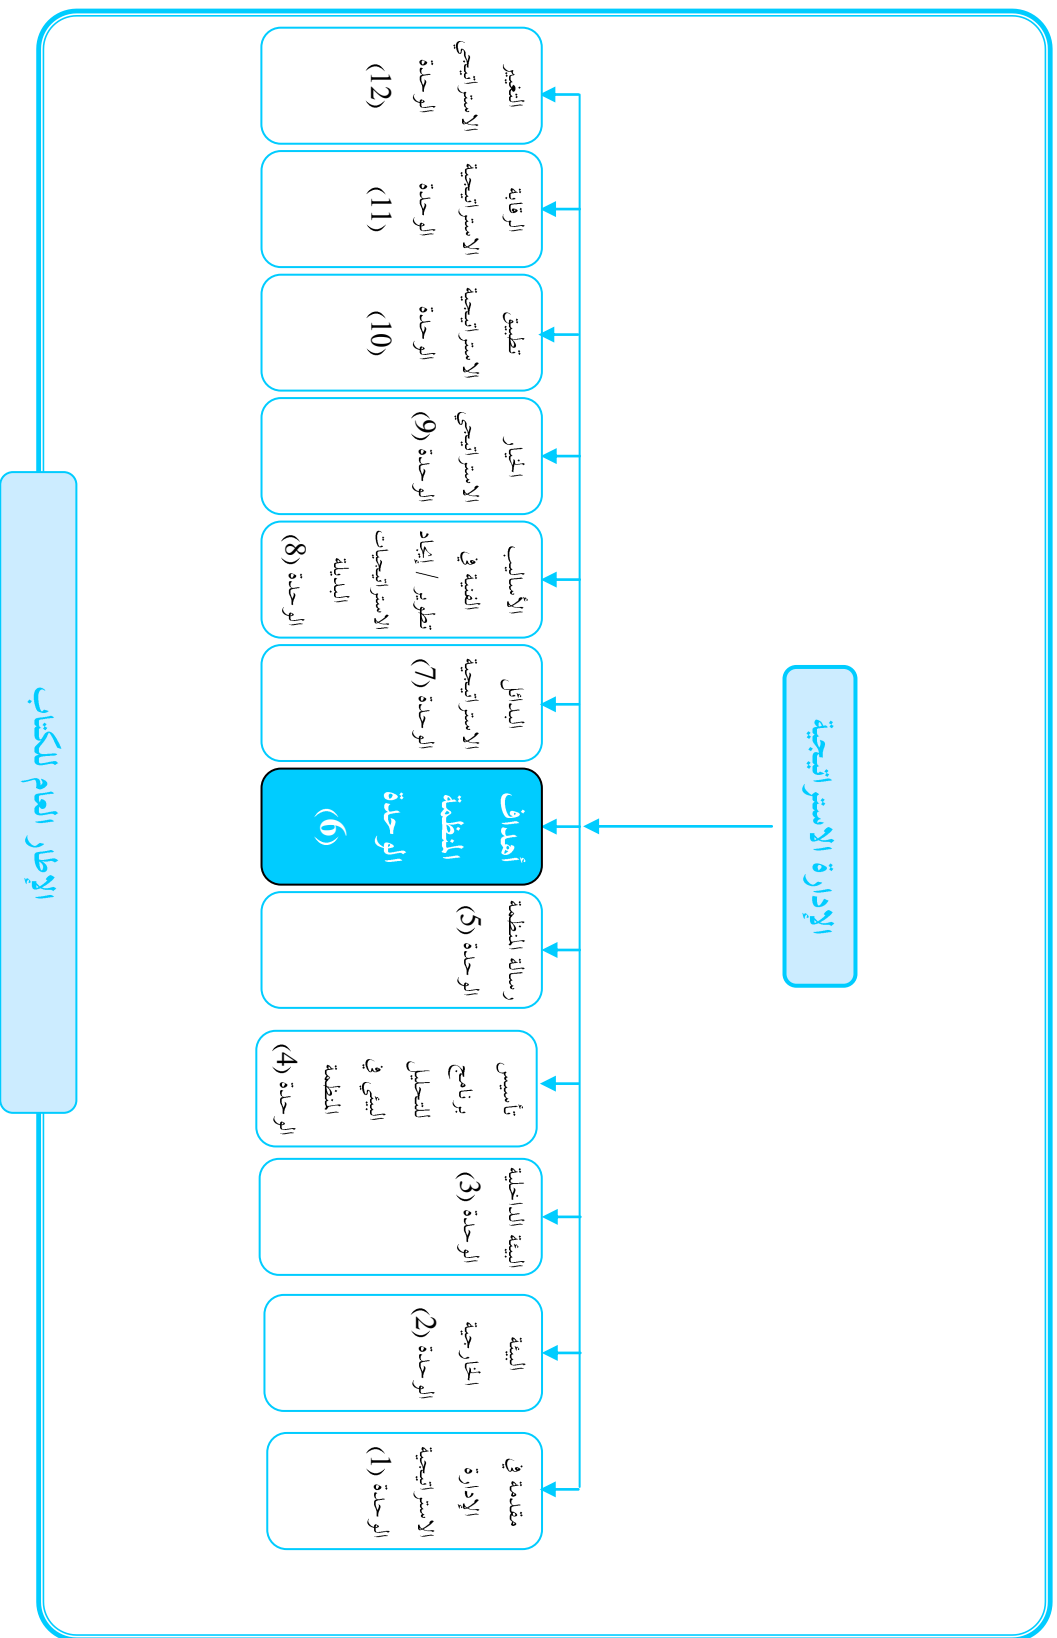 الإدارة الاستراتيجية
مقدمة في
الإدارة
الاستراتيجية
الوحدة (1)
البيئة
الخارجية
الوحدة (2)
البيئة الداخلية
الوحدة (3)
تأسيس
برنامج
للتحليل
البيئي في
المنظمة
الوحدة (4)
رسالة المنظمة
الوحدة (5)
أهداف
المنظمة
الوحدة
(6)
البدائل
الاستراتيجية
الوحدة (7)
الأساليب
الفنية في
تطوير / إيجاد
الاستراتيجيات
البديلة
الوحدة (8)
الخيار
الاستراتيجي
الوحدة (9)
تطبيق
الاستراتيجية
الوحدة
(10)
الرقابة
الاستراتيجية
الوحدة
(11)
التغيير
الاستراتيجي
الوحدة
(12)
الإطار العام للكتاب